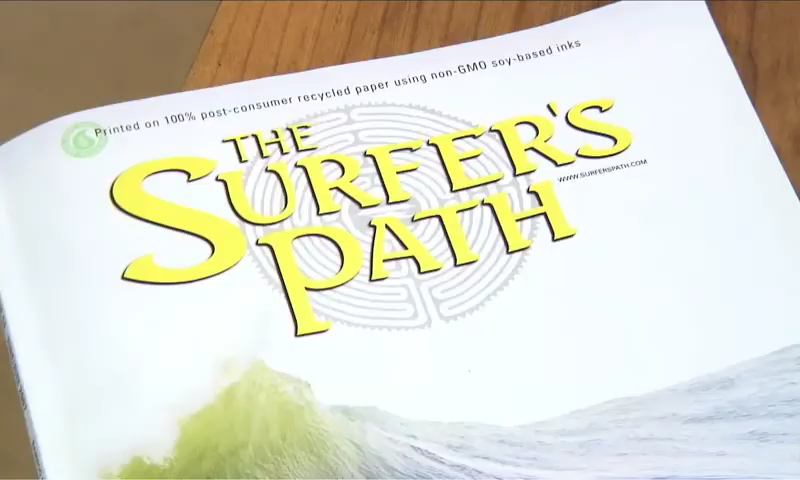 Printed on 100% post-consumer recycled paper using non-GMO soy-based inks
THE
SURFER'S
PATH
WWW.SURFERSPATH.COM